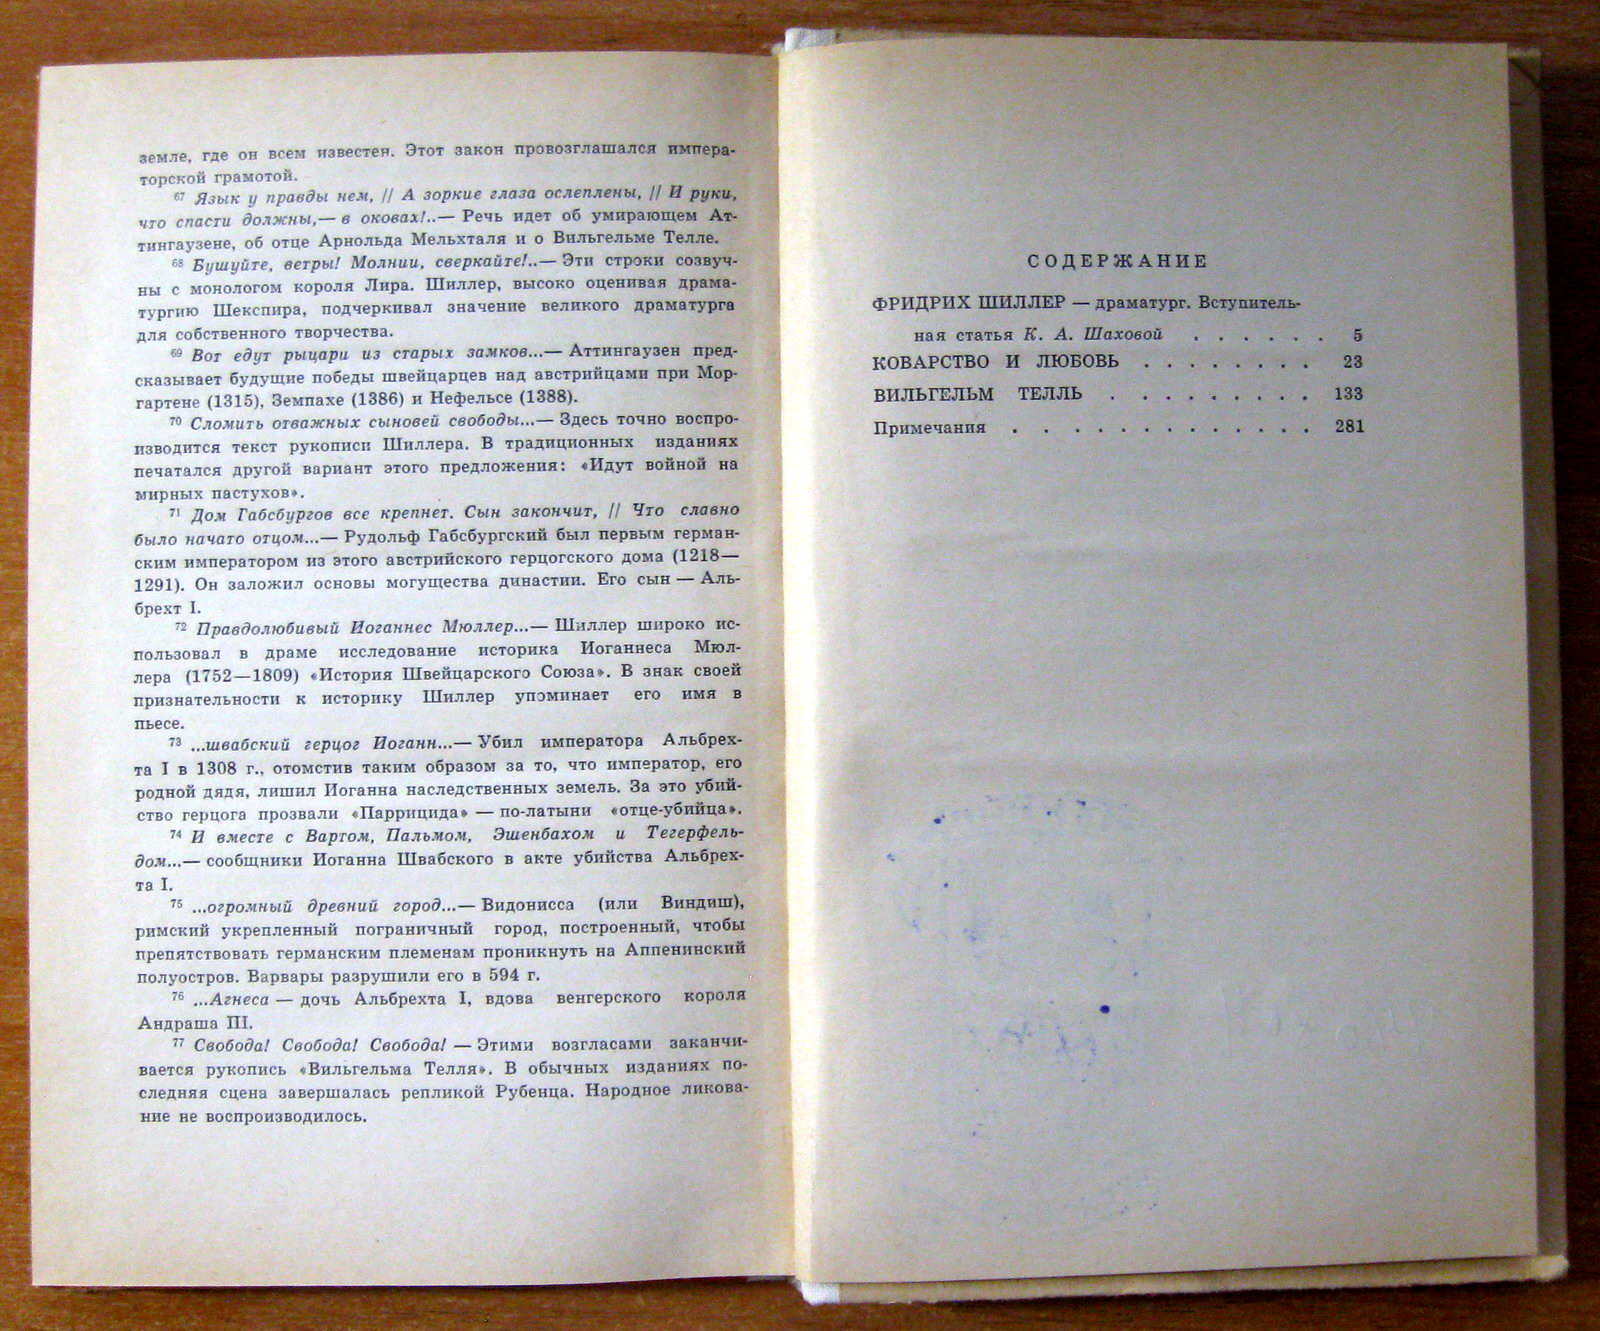 земле, где он всем известен. Этот закон провозглашался импера-
торской грамотой.
67 Язык у правды нем, // А зоркие глаза ослеплены, // И руки,
что спасти должны,— в оковах!..— Речь идет об умирающем Ат-
тингаузене, об отце Арнольда Мельхталя и о Вильгельме Телле.
68 Бушуйте, ветры! Молнии, сверкайте!..— Эти строки созвуч-
ны с монологом короля Лира. Шиллер, высоко оценивая драма-
тургию Шекспира, подчеркивал значение великого драматурга
для собственного творчества.
69 Вот едут рыцари из старых замков...— Аттингаузен пред-
сказывает будущие победы швейцарцев над австрийцами при Мор-
гартене (1315), Земпахе (1386) и Нефельсе (1388).
70 Сломить отважных сыновей свободы...— Здесь точно воспро-
изводится текст рукописи Шиллера. В традиционных изданиях
печатался другой вариант этого предложения: «Идут войной на
мирных пастухов».
71 Дом Габсбургов все крепнет. Сын закончит, // Что славно
было начато отцом...— Рудольф Габсбургский был первым герман-
ским императором из этого австрийского герцогского дома (1218—
1291). Он заложил основы могущества династии. Его сын — Аль-
брехт I.
72 Правдолюбивый Иоганнес Мюллер...— Шиллер широко ис-
пользовал в драме исследование историка Иоганнеса Мюл-
лера (1752—1809) «История Швейцарского Союза». В знак своей
признательности к историку Шиллер упоминает его имя в
пьесе.
73 ...швабский герцог Иоганн...— Убил императора Альбрех-
та I в 1308 г., отомстив таким образом за то, что император, его
родной дядя, лишил Иоганна наследственных земель. За это убий-
ство герцога прозвали «Паррицида» — по-латыни «отце-убийца».
74 И вместе с Вартом, Пальмом, Эшенбахом и Тегерфель-
дом...— сообщники Иоганна Швабского в акте убийства Альбрех-
та I.
75 ...огромный древний город...— Видонисса (или Виндиш),
римский укрепленный пограничный город, построенный, чтобы
препятствовать германским племенам проникнуть на Аппенинский
полуостров. Варвары разрушили его в 594 г.
76 ...Агнеса — дочь Альбрехта I, вдова венгерского короля
Андраша III.
77 Свобода! Свобода! Свобода! — Этими возгласами заканчи-
вается рукопись «Вильгельма Телля». В обычных изданиях по-
следняя сцена завершалась репликой Рубенца. Народное ликова-
ние не воспроизводилось.
СОДЕРЖАНИЕ
ФРИДРИХ ШИЛЛЕР — драматург. Вступитель-
ная статья К. А. Шаховой . . . . . . 5
КОВАРСТВО И ЛЮБОВЬ . . . . . . . . 23
ВИЛЬГЕЛЬМ ТЕЛЛЬ . . . . . . . . . 133
Примечания . . . . . . . . . . . . . 281